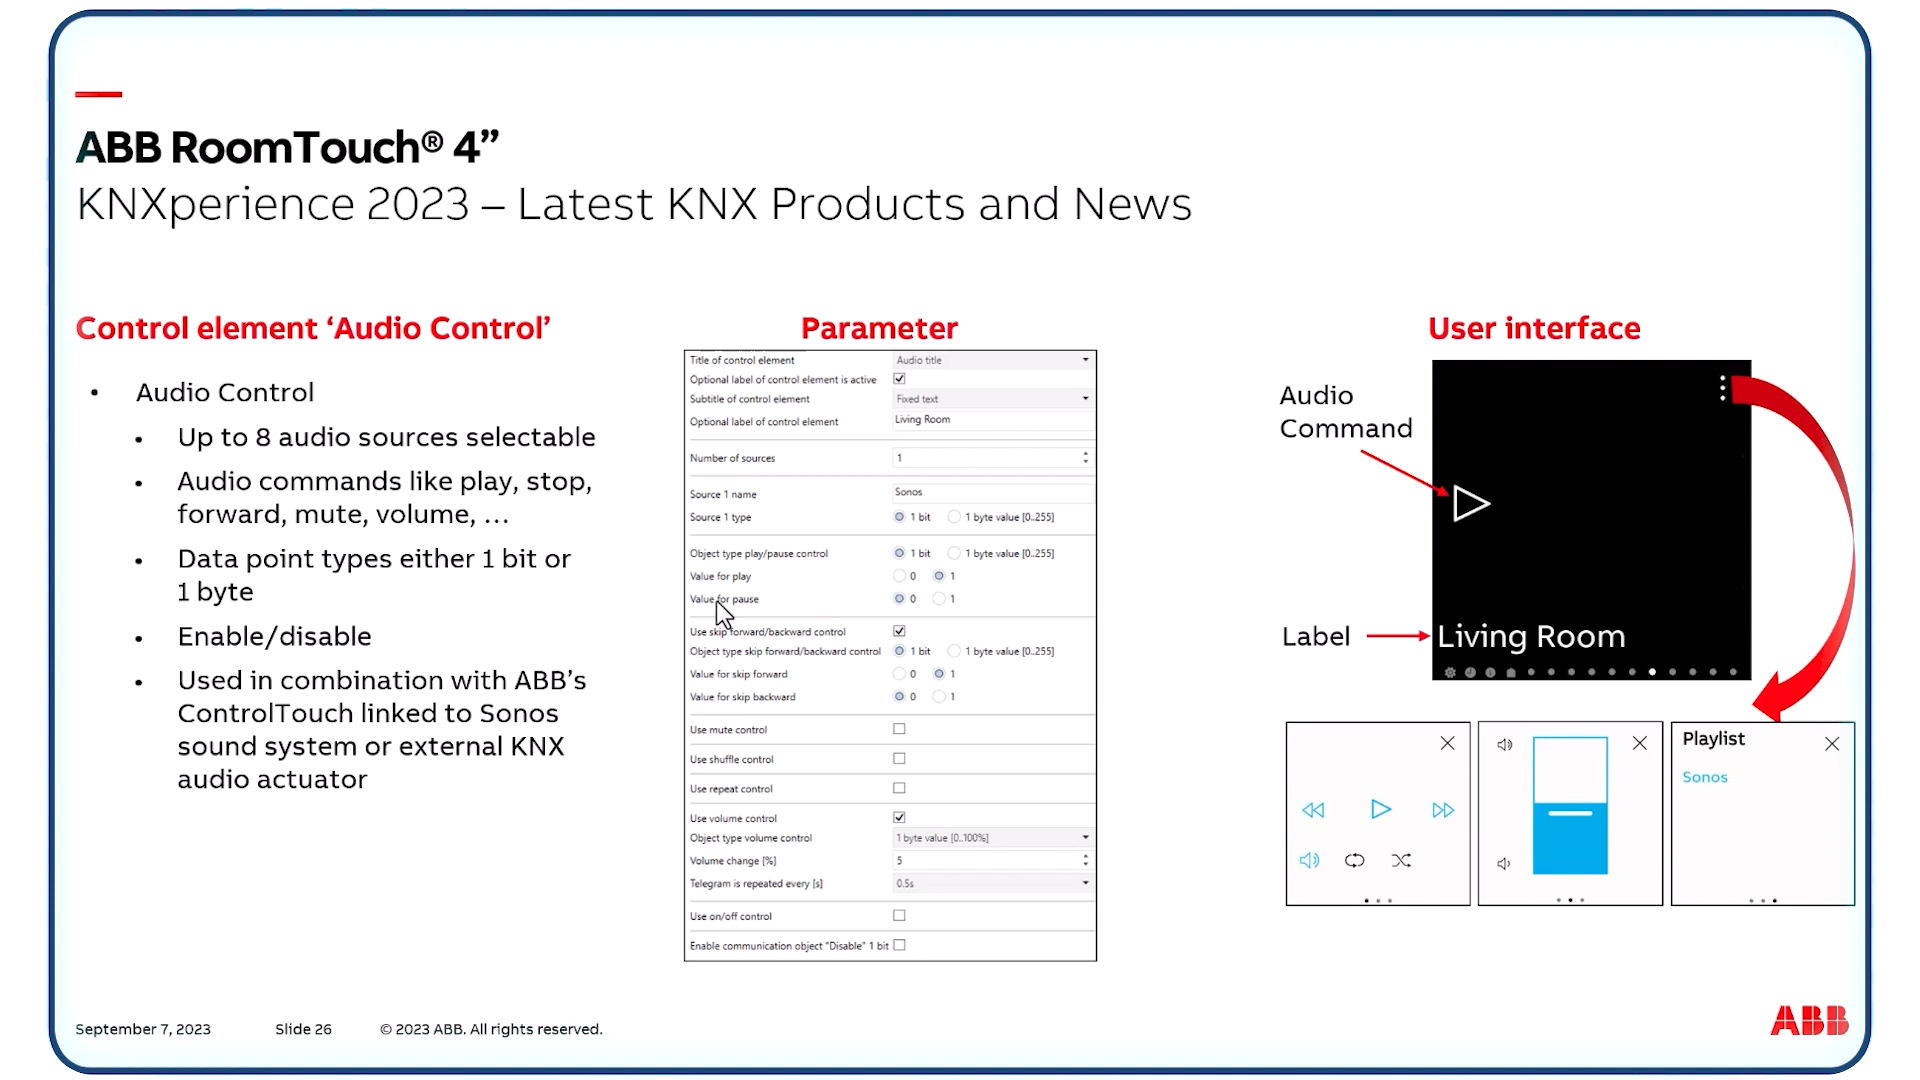 ABB RoomTouch® 4”
KNXperience 2023 – Latest KNX Products and News
Control element ‘Audio Control’
• Audio Control
• Up to 8 audio sources selectable
• Audio commands like play, stop,
forward, mute, volume, …
• Data point types either 1 bit or
1 byte
• Enable/disable
• Used in combination with ABB’s
ControlTouch linked to Sonos
sound system or external KNX
audio actuator
Parameter
Title of control element Audio title
Optional label of control element is active
Subtitle of control element Fixed text
Optional label of control element Living Room
Number of sources 1
Source 1 name Sonos
Source 1 type 1 bit 1 byte value [0..255]
Object type play/pause control 1 bit 1 byte value [0..255]
Value for play 0 1
Value for pause 0 1
Use skip forward/backward control
Object type skip forward/backward control 1 bit 1 byte value [0..255]
Value for skip forward 0 1
Value for skip backward 0 1
Use mute control
Use shuffle control
Use repeat control
Use volume control
Object type volume control 1 byte value [0..100%]
Volume change [%] 5
Telegram is repeated every [s] 0.5s
Use on/off control
Enable communication object "Disable" 1 bit
User interface
Audio
Command
Label
Living Room
Playlist
Sonos
September 7, 2023 Slide 26 © 2023 ABB. All rights reserved.
ABB